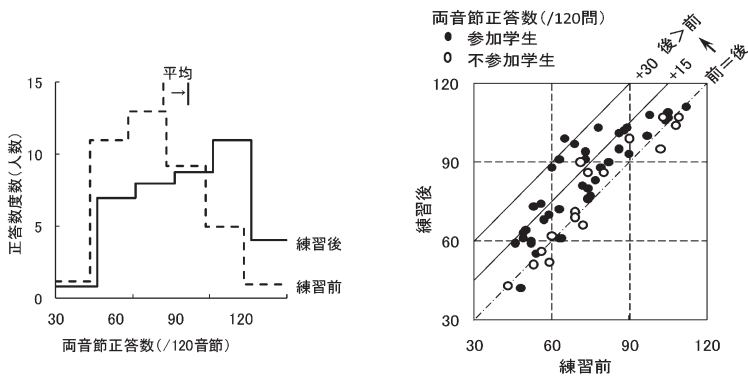 平均
→
15
10
5
0
正答数度数(人数)
練習後
練習前
30 60 90 120
両音節正答数(/120音節)
両音節正答数(/120問)
● 参加学生
○ 不参加学生
+30 後>前
+15
前=後
120
90
60
30
練習後
30 60 90 120
練習前